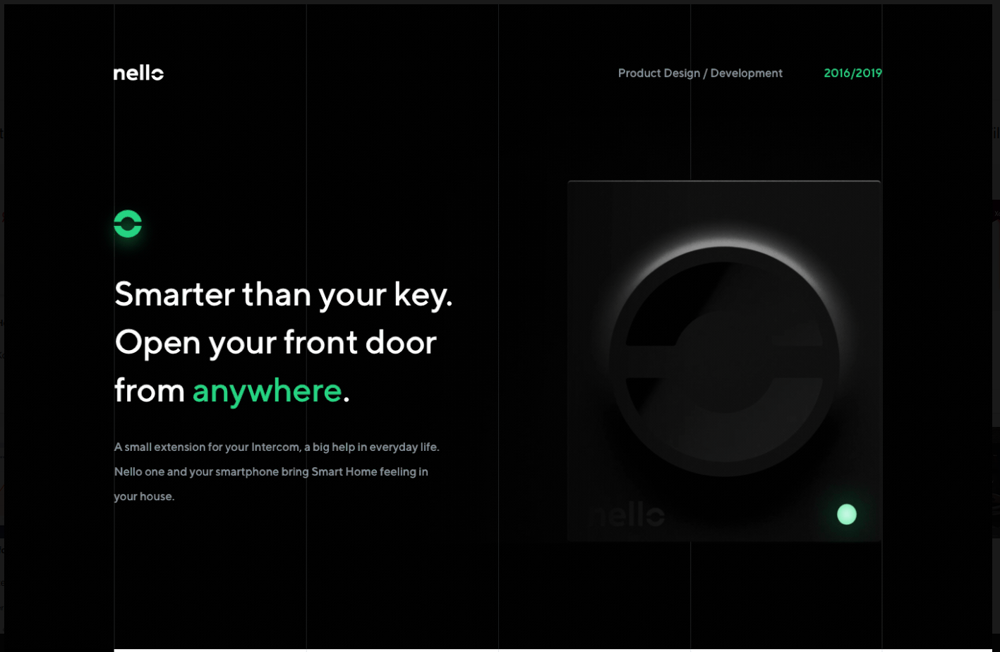 nello
Product Design / Development
2016/2019
Smarter than your key.
Open your front door
from anywhere.
A small extension for your Intercom, a big help in everyday life.
Nello one and your smartphone bring Smart Home feeling in
your house.
nello